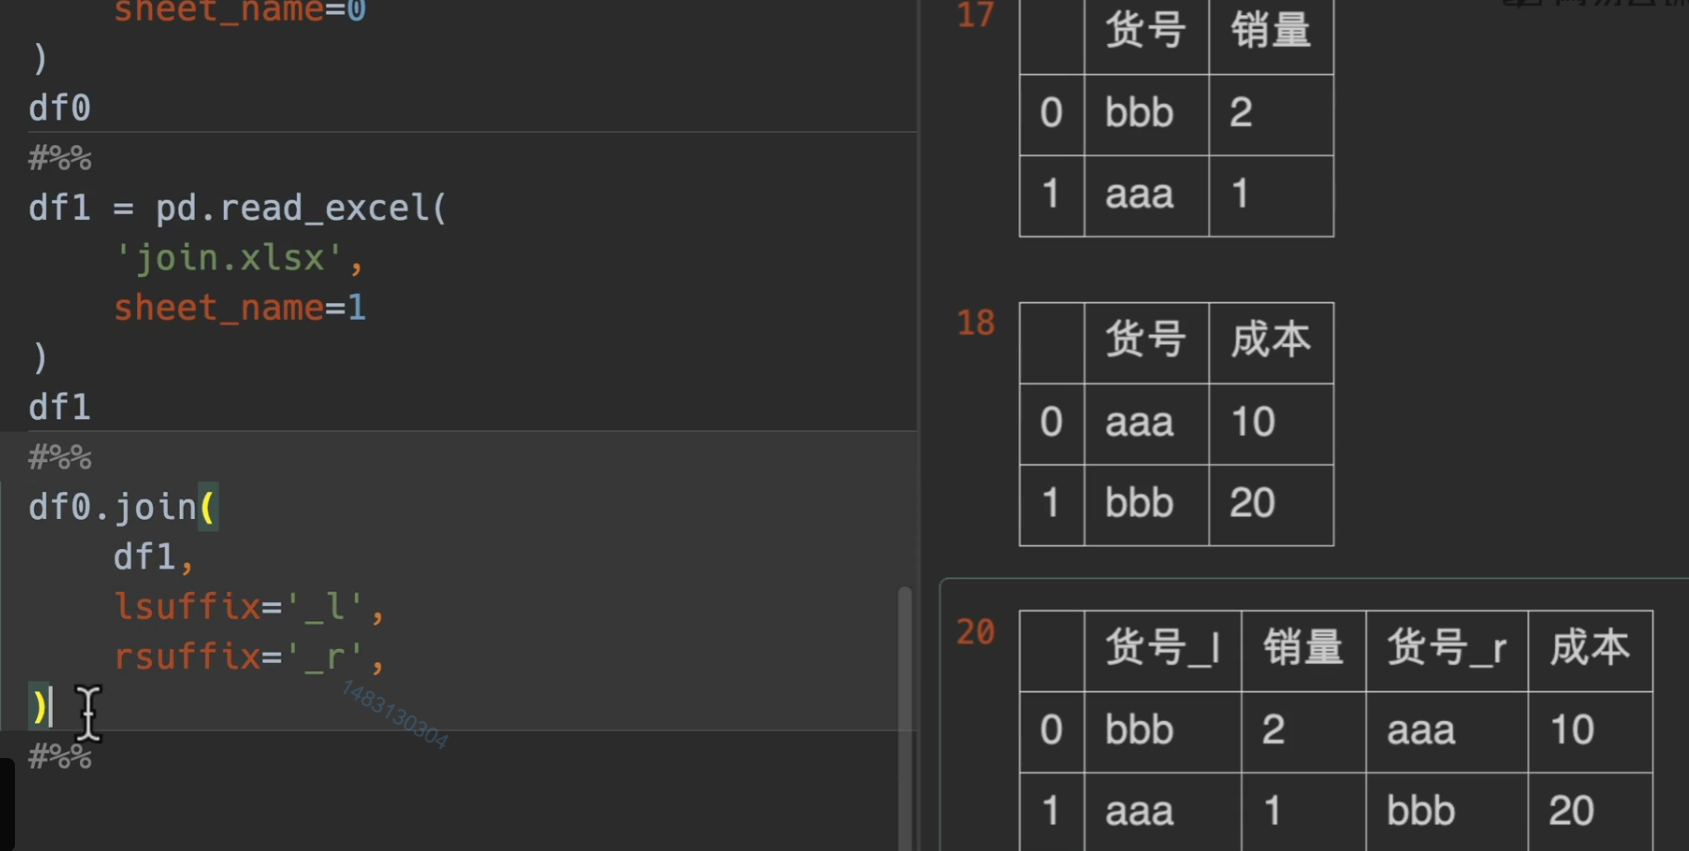 sheet_name=0
)
df0
#%%
df1 = pd.read_excel(
'join.xlsx',
sheet_name=1
)
df1
#%%
df0.join(
df1,
lsuffix='_l',
rsuffix='_r',
)
#%%
1483130304
17
货号 销量
0 bbb 2
1 aaa 1
18
货号 成本
0 aaa 10
1 bbb 20
20
货号_l 销量 货号_r 成本
0 bbb 2 aaa 10
1 aaa 1 bbb 20